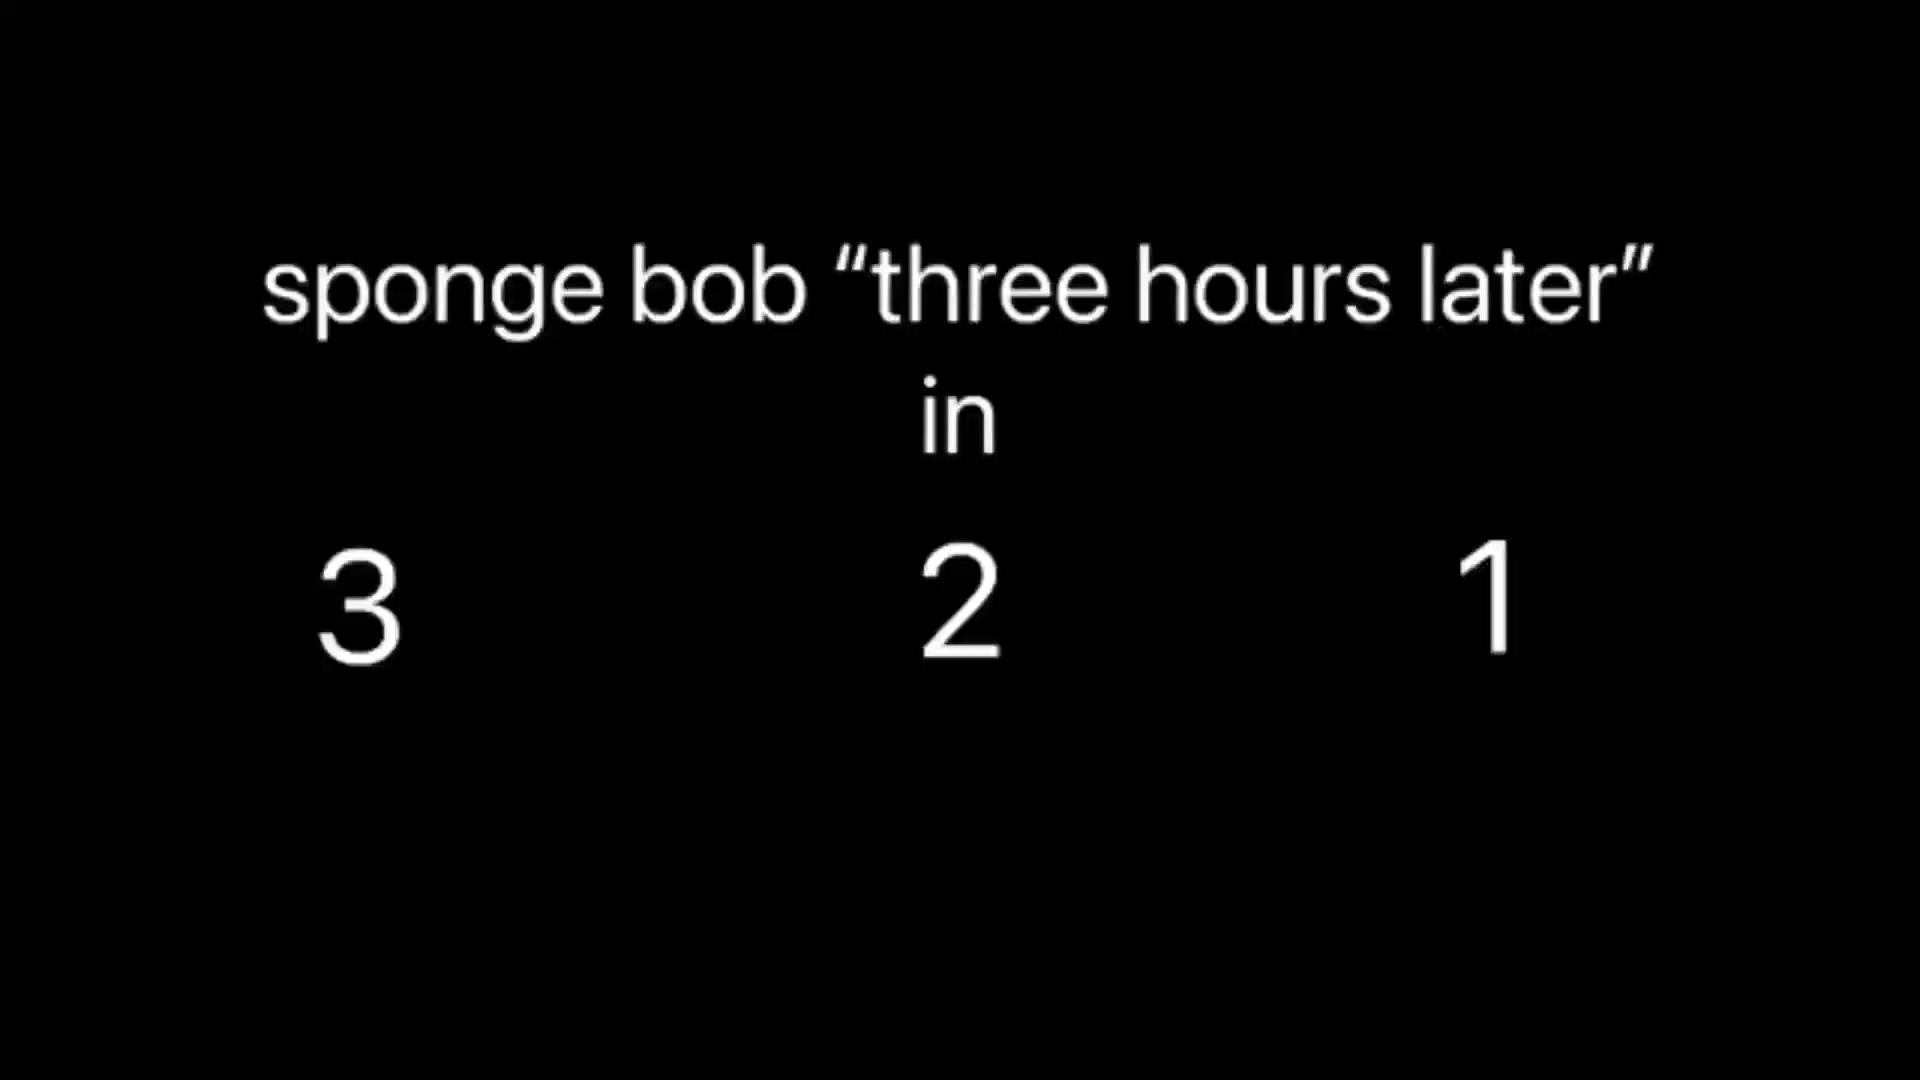 sponge bob “three hours later”
in
3 2 1